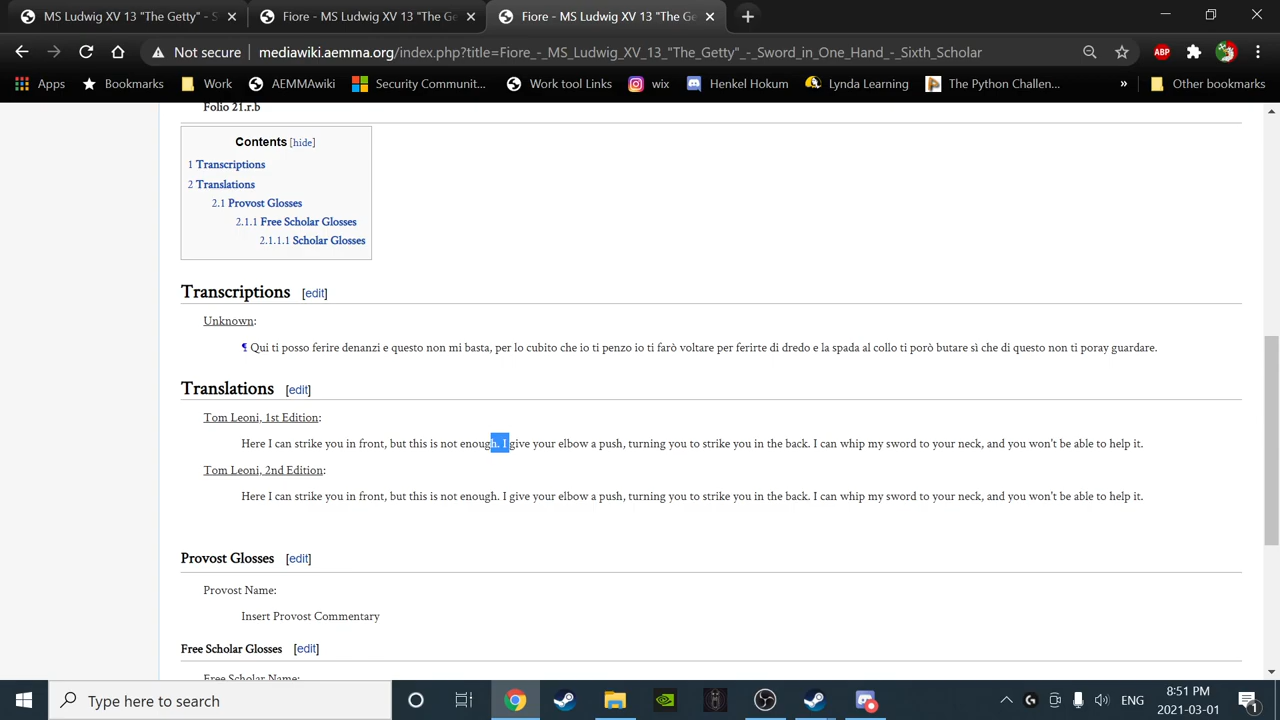 MS Ludwig XV 13 "The Getty" - S
Fiore - MS Ludwig XV 13 "The Ge
Fiore - MS Ludwig XV 13 "The Ge
Not secure
mediawiki.aemma.org/index.php?title=Fiore_-_MS_Ludwig_XV_13_"The_Getty"_-_Sword_in_One_Hand_-_Sixth_Scholar
ABP
Apps
Bookmarks
Work
AEMMAwiki
Security Communit...
Work tool Links
wix
Henkel Hokum
Lynda Learning
The Python Challen...
»
Other bookmarks
Folio 21.r.b
Contents [hide]
1 Transcriptions
2 Translations
2.1 Provost Glosses
2.1.1 Free Scholar Glosses
2.1.1.1 Scholar Glosses
Transcriptions [edit]
Unknown:
¶ Qui ti posso ferire denanzi e questo non mi basta, per lo cubito che io ti penzo io ti farò voltare per ferirte di dredo e la spada al collo ti porò butare sì che di questo non ti poray guardare.
Translations [edit]
Tom Leoni, 1st Edition:
Here I can strike you in front, but this is not enough. I give your elbow a push, turning you to strike you in the back. I can whip my sword to your neck, and you won't be able to help it.
Tom Leoni, 2nd Edition:
Here I can strike you in front, but this is not enough. I give your elbow a push, turning you to strike you in the back. I can whip my sword to your neck, and you won't be able to help it.
Provost Glosses [edit]
Provost Name:
Insert Provost Commentary
Free Scholar Glosses [edit]
Free Scholar Name:
Type here to search
ENG
8:51 PM
2021-03-01
1